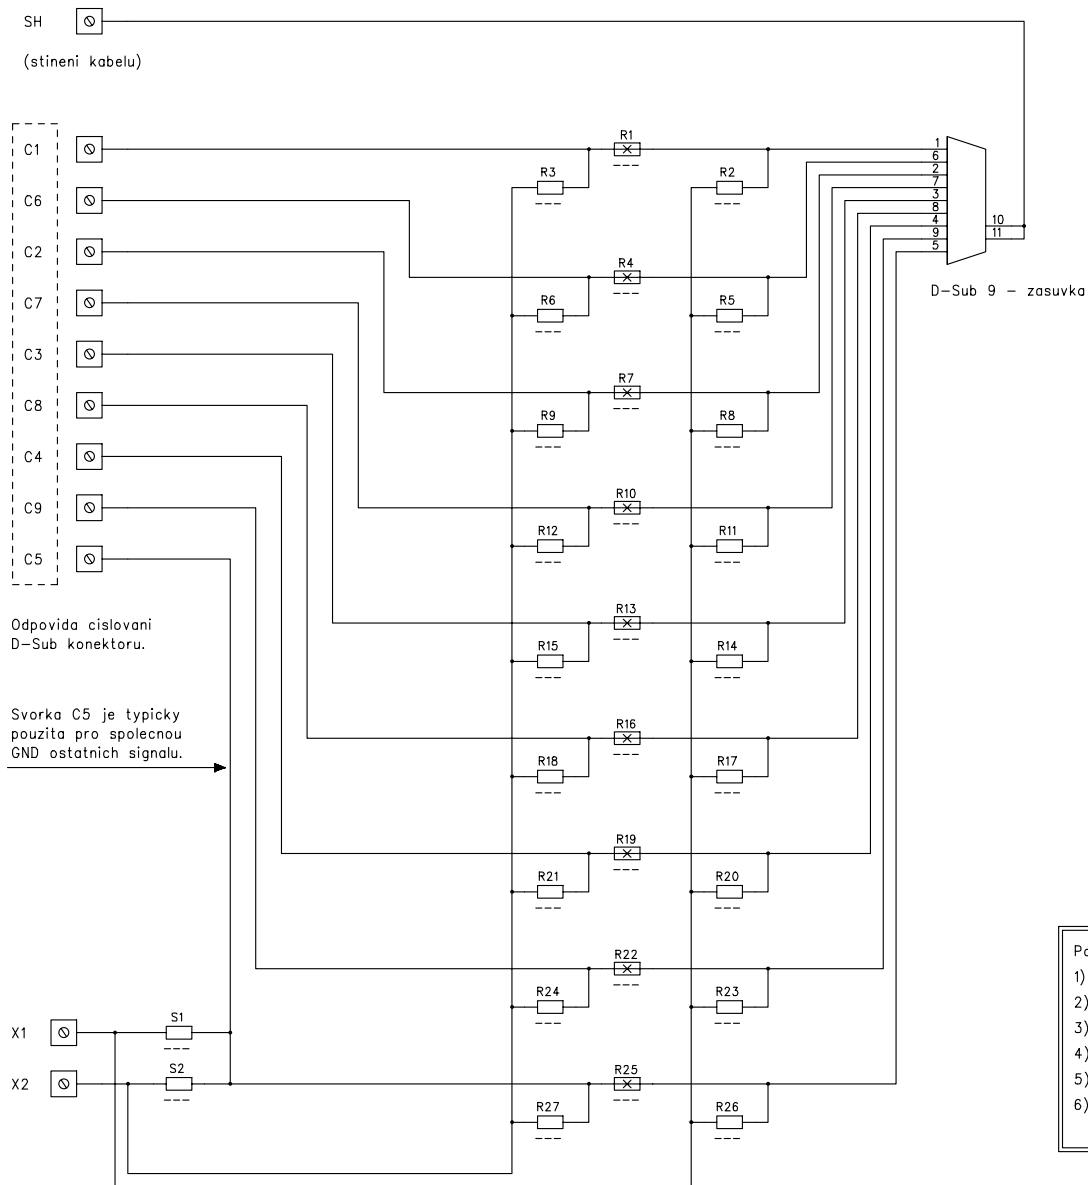 SH
(stineni kabelu)
C1
R1
1
6
R3
R2
2
7
C6
3
8
4
10
9
11
C2
5
R4
D-Sub 9 - zasuvka
C7
R6
R5
C3
R7
C8
R9
R8
C4
R10
C9
R12
R11
C5
R13
Odpovida cislovani
D-Sub konektoru.
R15
R14
Svorka C5 je typicky
pouzita pro spolecnou
GND ostatnich signalu.
R16
R18
R17
R19
R21
R20
R22
R24
R23
Po
1)
2)
3)
4)
5)
6)
X1
S1
X2
S2
R25
R27
R26